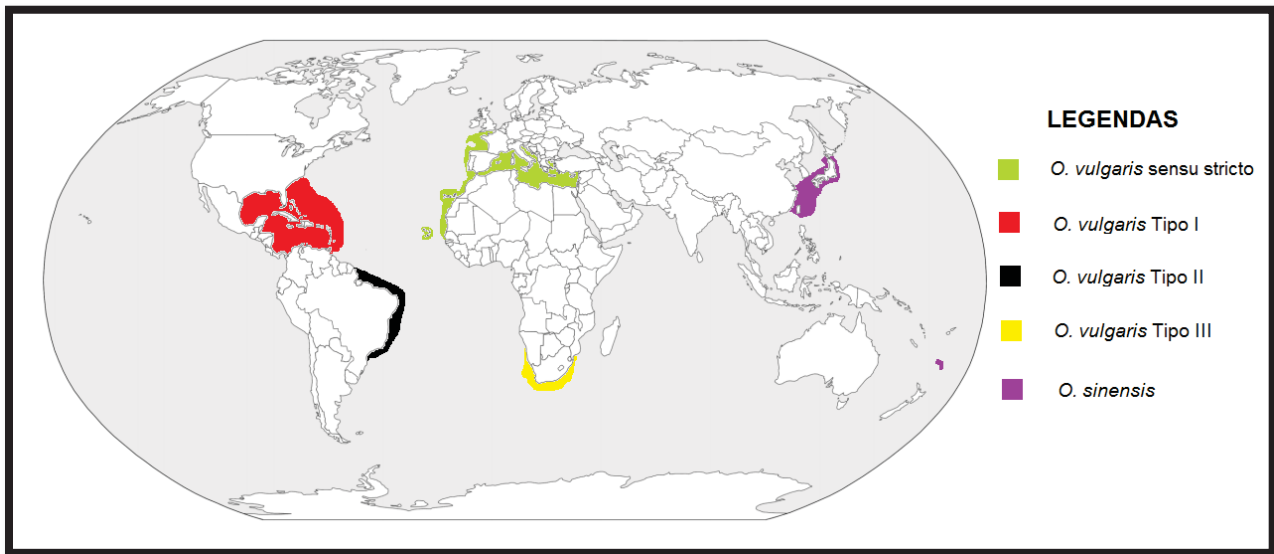 LEGENDAS
O. vulgaris sensu stricto
O. vulgaris Tipo I
O. vulgaris Tipo II
O. vulgaris Tipo III
O. sinensis